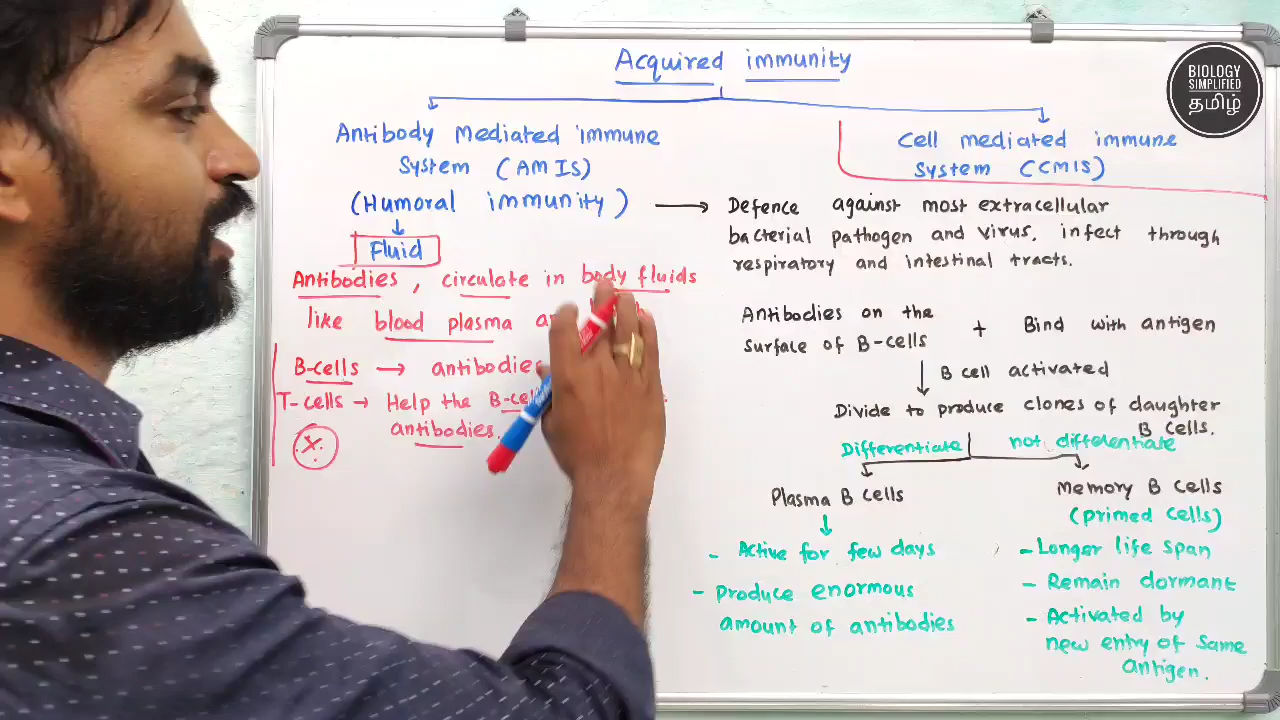 Acquired immunity
BIOLOGY
SIMPLIFIED
தமிழ்
Antibody Mediated immune
System (AMIS)
(Humoral immunity)
Fluid
Antibodies, circulate in body fluids
like blood plasma
B-cells → antibodies
T-cells → Help the
antibodies.
Cell mediated immune
System (CMIS)
→ Defence against most extracellular
bacterial pathogen and virus, infect through
respiratory and intestinal tracts.
Antibodies on the
surface of B-cells + Bind with antigen
B cell activated
Divide to produce clones of daughter
B cells.
Differentiate not differentiate
Plasma B cells
- Active for few days
- Produce enormous
amount of antibodies
Memory B cells
(primed cells)
- Longer life span
- Remain dormant
- Activated by
new entry of same
antigen.